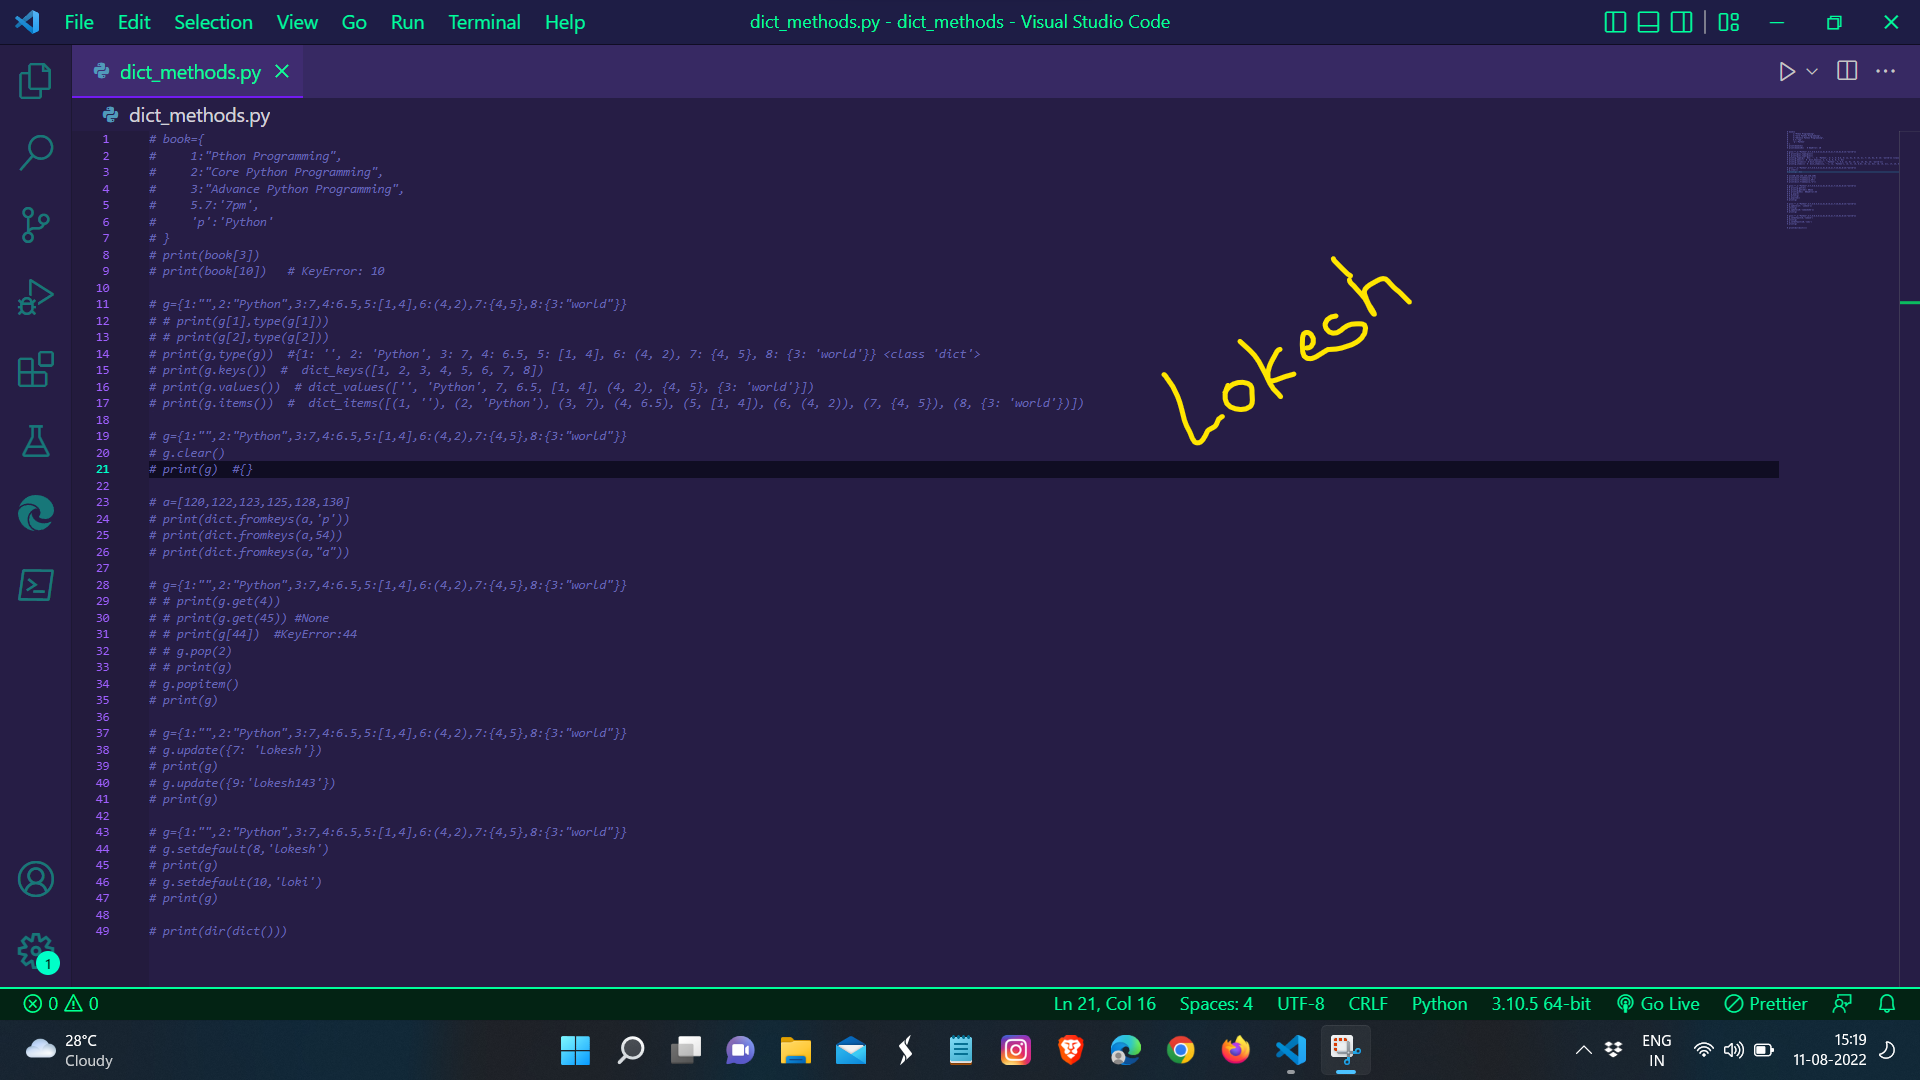 File Edit Selection View Go Run Terminal Help dict_methods.py - dict_methods - Visual Studio Code
dict_methods.py
dict_methods.py
1 # book={
2 #     1:"Pthon Programming",
3 #     2:"Core Python Programming",
4 #     3:"Advance Python Programming",
5 #     5.7:'7pm',
6 #     'p':'Python'
7 # }
8 # print(book[3])
9 # print(book[10])   # KeyError: 10
10
11 # g={1:"",2:"Python",3:7,4:6.5,5:[1,4],6:(4,2),7:{4,5},8:{3:"world"}}
12 # # print(g[1],type(g[1]))
13 # # print(g[2],type(g[2]))
14 # print(g,type(g))  #{1: '', 2: 'Python', 3: 7, 4: 6.5, 5: [1, 4], 6: (4, 2), 7: {4, 5}, 8: {3: 'world'}} <class 'dict'>
15 # print(g.keys())  #  dict_keys([1, 2, 3, 4, 5, 6, 7, 8])
16 # print(g.values())  # dict_values(['', 'Python', 7, 6.5, [1, 4], (4, 2), {4, 5}, {3: 'world'}])
17 # print(g.items())  #  dict_items([(1, ''), (2, 'Python'), (3, 7), (4, 6.5), (5, [1, 4]), (6, (4, 2)), (7, {4, 5}), (8, {3: 'world'})])
18
19 # g={1:"",2:"Python",3:7,4:6.5,5:[1,4],6:(4,2),7:{4,5},8:{3:"world"}}
20 # g.clear()
21 # print(g)  #{}
22
23 # a=[120,122,123,125,128,130]
24 # print(dict.fromkeys(a,'p'))
25 # print(dict.fromkeys(a,54))
26 # print(dict.fromkeys(a,"a"))
27
28 # g={1:"",2:"Python",3:7,4:6.5,5:[1,4],6:(4,2),7:{4,5},8:{3:"world"}}
29 # # print(g.get(4))
30 # # print(g.get(45)) #None
31 # # print(g[44])  #KeyError:44
32 # # g.pop(2)
33 # # print(g)
34 # g.popitem()
35 # print(g)
36
37 # g={1:"",2:"Python",3:7,4:6.5,5:[1,4],6:(4,2),7:{4,5},8:{3:"world"}}
38 # g.update({7: 'Lokesh'})
39 # print(g)
40 # g.update({9:'lokesh143'})
41 # print(g)
42
43 # g={1:"",2:"Python",3:7,4:6.5,5:[1,4],6:(4,2),7:{4,5},8:{3:"world"}}
44 # g.setdefault(8,'lokesh')
45 # print(g)
46 # g.setdefault(10,'loki')
47 # print(g)
48
49 # print(dir(dict()))
Lokesh
1
0 0 Ln 21, Col 16 Spaces: 4 UTF-8 CRLF Python 3.10.5 64-bit Go Live Prettier
28°C
Cloudy
ENG
IN
15:19
11-08-2022